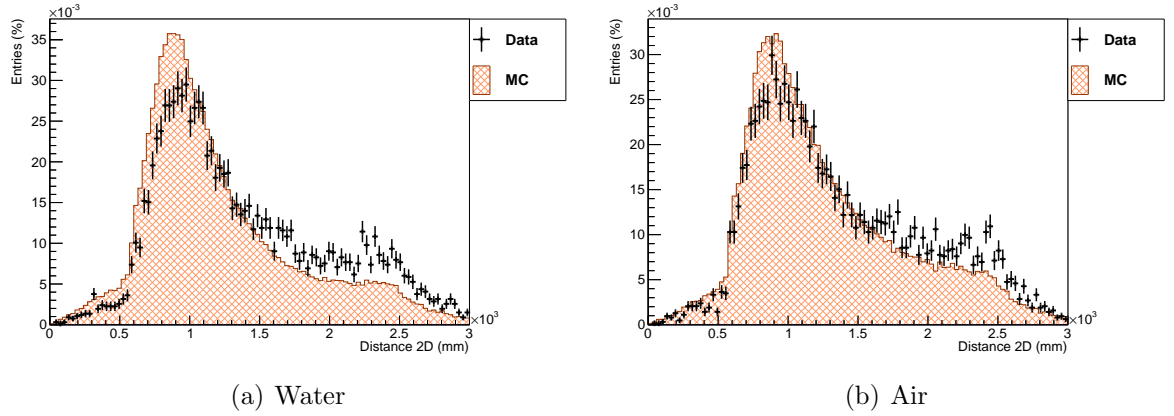 ×10⁻³
Entries (%)
35
30
25
20
15
10
5
0
0 0.5 1 1.5 2 2.5 3
×10³
Distance 2D (mm)
Data
MC
(a) Water
×10⁻³
Entries (%)
30
25
20
15
10
5
0
0 0.5 1 1.5 2 2.5 3
×10³
Distance 2D (mm)
Data
MC
(b) Air